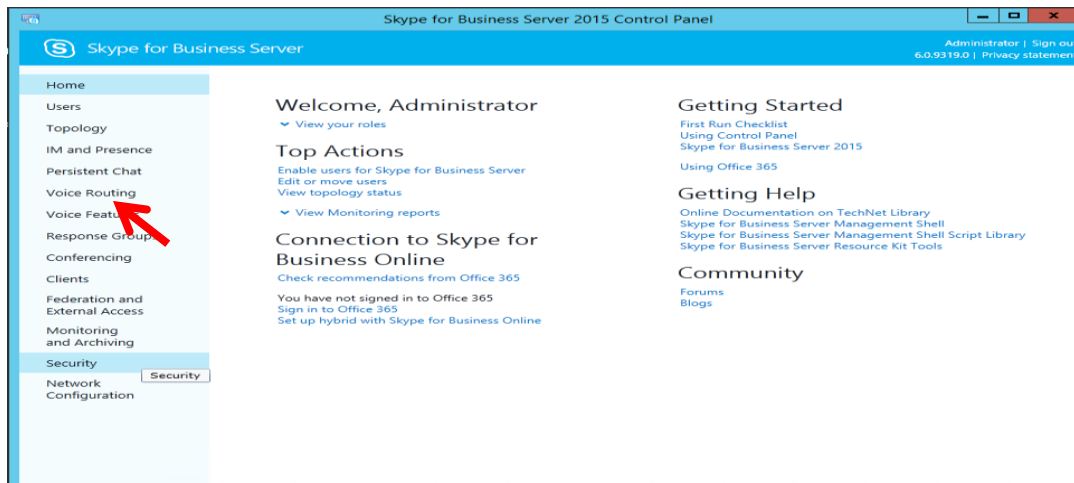 Skype for Business Server 2015 Control Panel
S Skype for Business Server
Administrator | Sign ou
6.0.9319.0 | Privacy statemen
Home
Users
Topology
IM and Presence
Persistent Chat
Voice Routing
Voice Featu
Response Groups
Conferencing
Clients
Federation and
External Access
Monitoring
and Archiving
Security
Security
Network
Configuration
Welcome, Administrator
View your roles
Top Actions
Enable users for Skype for Business Server
Edit or move users
View topology status
View Monitoring reports
Connection to Skype for
Business Online
Check recommendations from Office 365
You have not signed in to Office 365
Sign in to Office 365
Set up hybrid with Skype for Business Online
Getting Started
First Run Checklist
Using Control Panel
Skype for Business Server 2015
Using Office 365
Getting Help
Online Documentation on TechNet Library
Skype for Business Server Management Shell
Skype for Business Server Management Shell Script Library
Skype for Business Server Resource Kit Tools
Community
Forums
Blogs